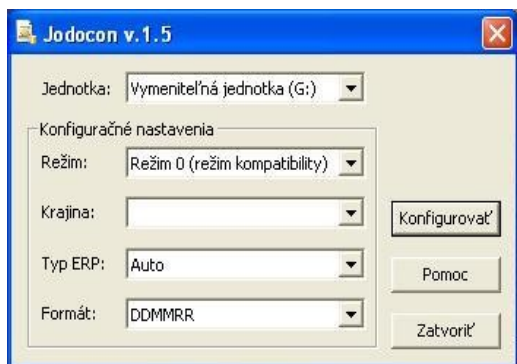 Jodocon v.1.5
Jednotka: Vymeniteľná jednotka (G:)
Konfiguračné nastavenia
Režim: Režim 0 (režim kompatibility)
Krajina:
Konfigurovať
Typ ERP: Auto
Pomoc
Formát: DDMMRR
Zatvoriť